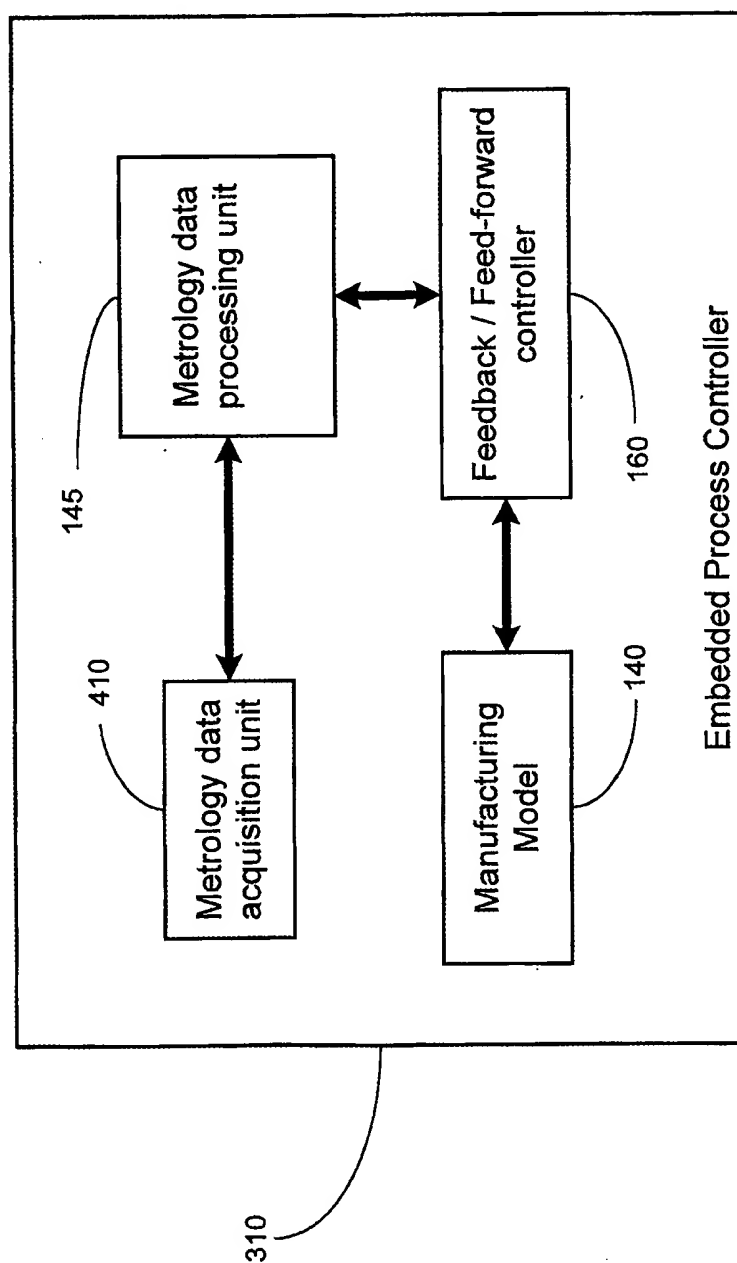 310
410
Metrology data
acquisition unit
145
Metrology data
processing unit
Manufacturing
Model
140
Feedback / Feed-forward
controller
160
Embedded Process Controller